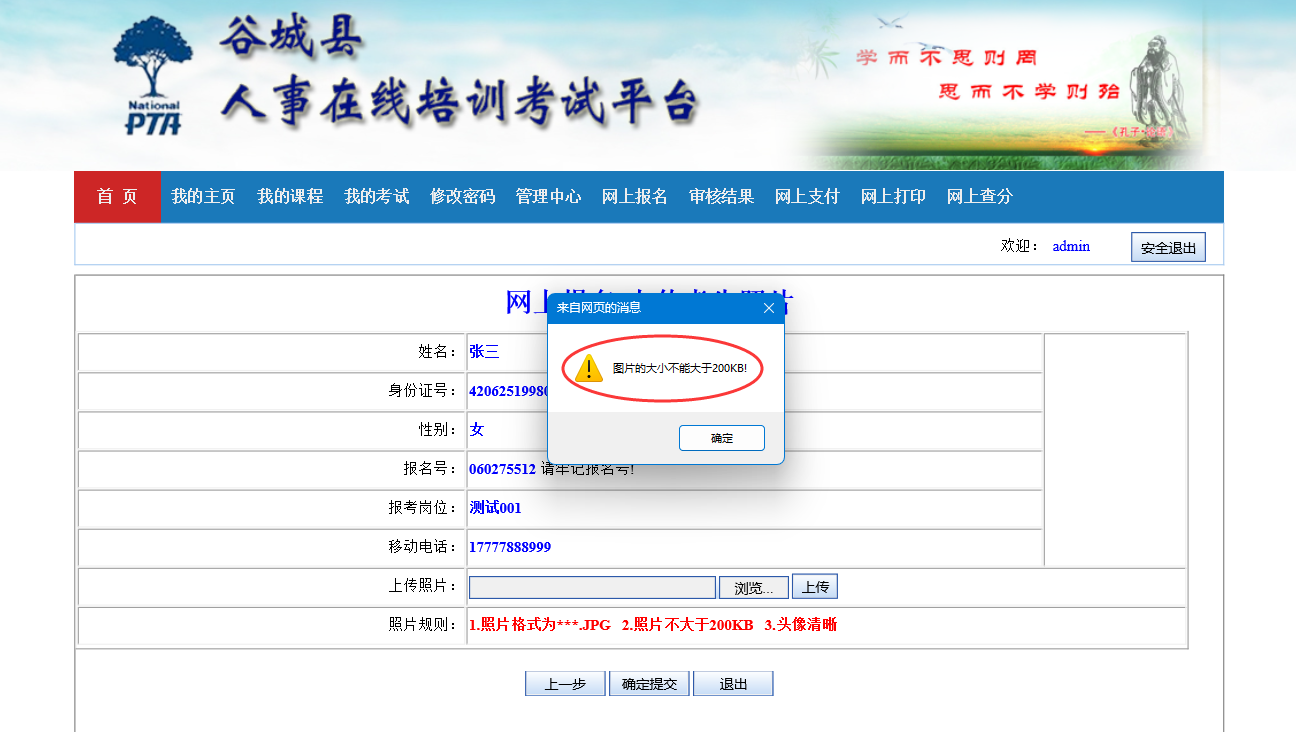 谷城县
人事在线培训考试平台
National
PTA
学而不思则罔
思而不学则殆
首 页 我的主页 我的课程 我的考试 修改密码 管理中心 网上报名 审核结果 网上支付 网上打印 网上查分
欢迎： admin 安全退出
来自网页的消息
图片的大小不能大于200KB!
确定
姓名： 张三
身份证号： 4206251998
性别： 女
报名号： 060275512 请牢记报名号!
报考岗位： 测试001
移动电话： 17777888999
上传照片： 浏览... 上传
照片规则： 1.照片格式为***.JPG 2.照片不大于200KB 3.头像清晰
上一步 确定提交 退出